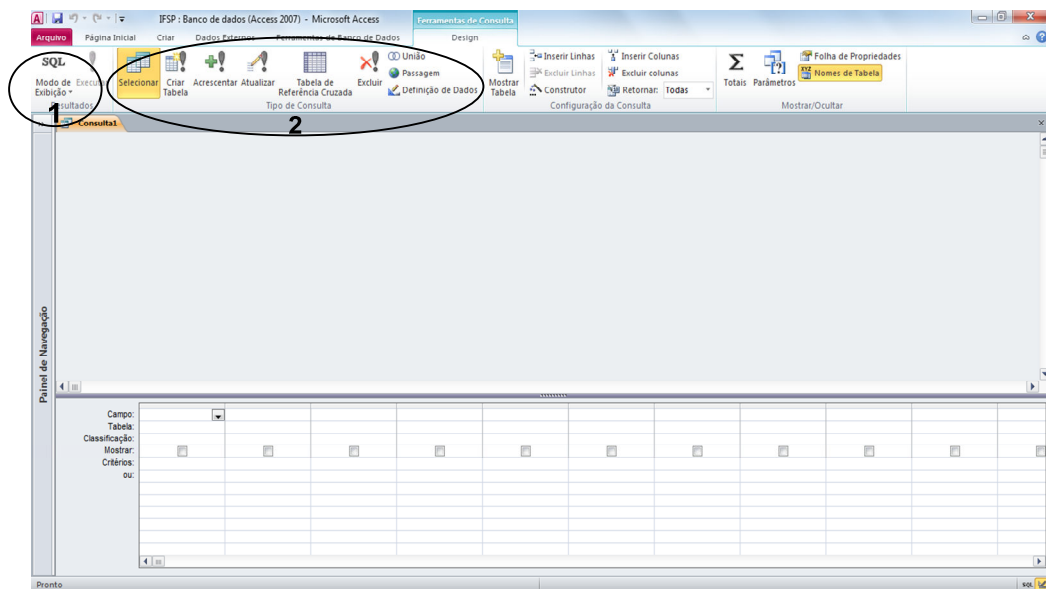 A
IFSP : Banco de dados (Access 2007) - Microsoft Access
Ferramentas de Consulta
Arquivo Página Inicial Criar Dados Externos Ferramentas de Banco de Dados Design
SQL
Modo de Exibição
Executar
Resultados
1
Selecionar
Criar Tabela
Acrescentar
Atualizar
Tabela de Referência Cruzada
Excluir
União
Passagem
Definição de Dados
Tipo de Consulta
2
Mostrar Tabela
Inserir Linhas
Excluir Linhas
Construtor
Inserir Colunas
Excluir colunas
Retornar: Todas
Configuração da Consulta
Totais
Parâmetros
Folha de Propriedades
XYZ Nomes de Tabela
Mostrar/Ocultar
Consulta1
Painel de Navegação
Campo:
Tabela:
Classificação:
Mostrar:
Critérios:
ou:
Pronto
SQL